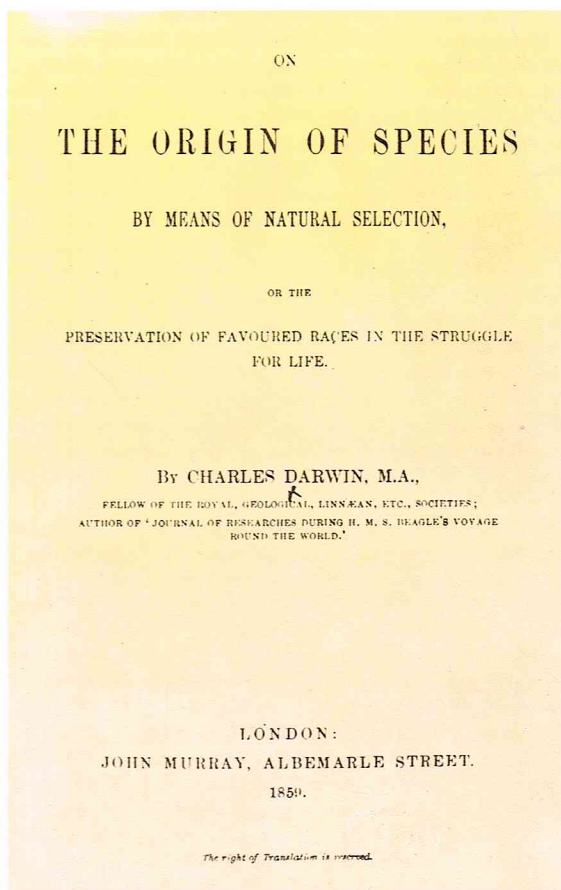 ON
THE ORIGIN OF SPECIES
BY MEANS OF NATURAL SELECTION,
OR THE
PRESERVATION OF FAVOURED RACES IN THE STRUGGLE
FOR LIFE.
BY CHARLES DARWIN, M.A.,
FELLOW OF THE ROYAL, GEOLOGICAL, LINNÆAN, ETC., SOCIETIES;
AUTHOR OF 'JOURNAL OF RESEARCHES DURING H. M. S. BEAGLE'S VOYAGE
ROUND THE WORLD.'
LONDON:
JOHN MURRAY, ALBEMARLE STREET.
1859.
The right of Translation is reserved.